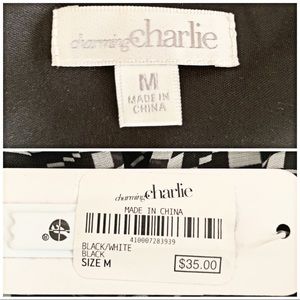 charming charlie
M
MADE IN
CHINA
charming charlie
MADE IN CHINA
410007283939
BLACK/WHITE
BLACK
SIZE M
$35.00
®